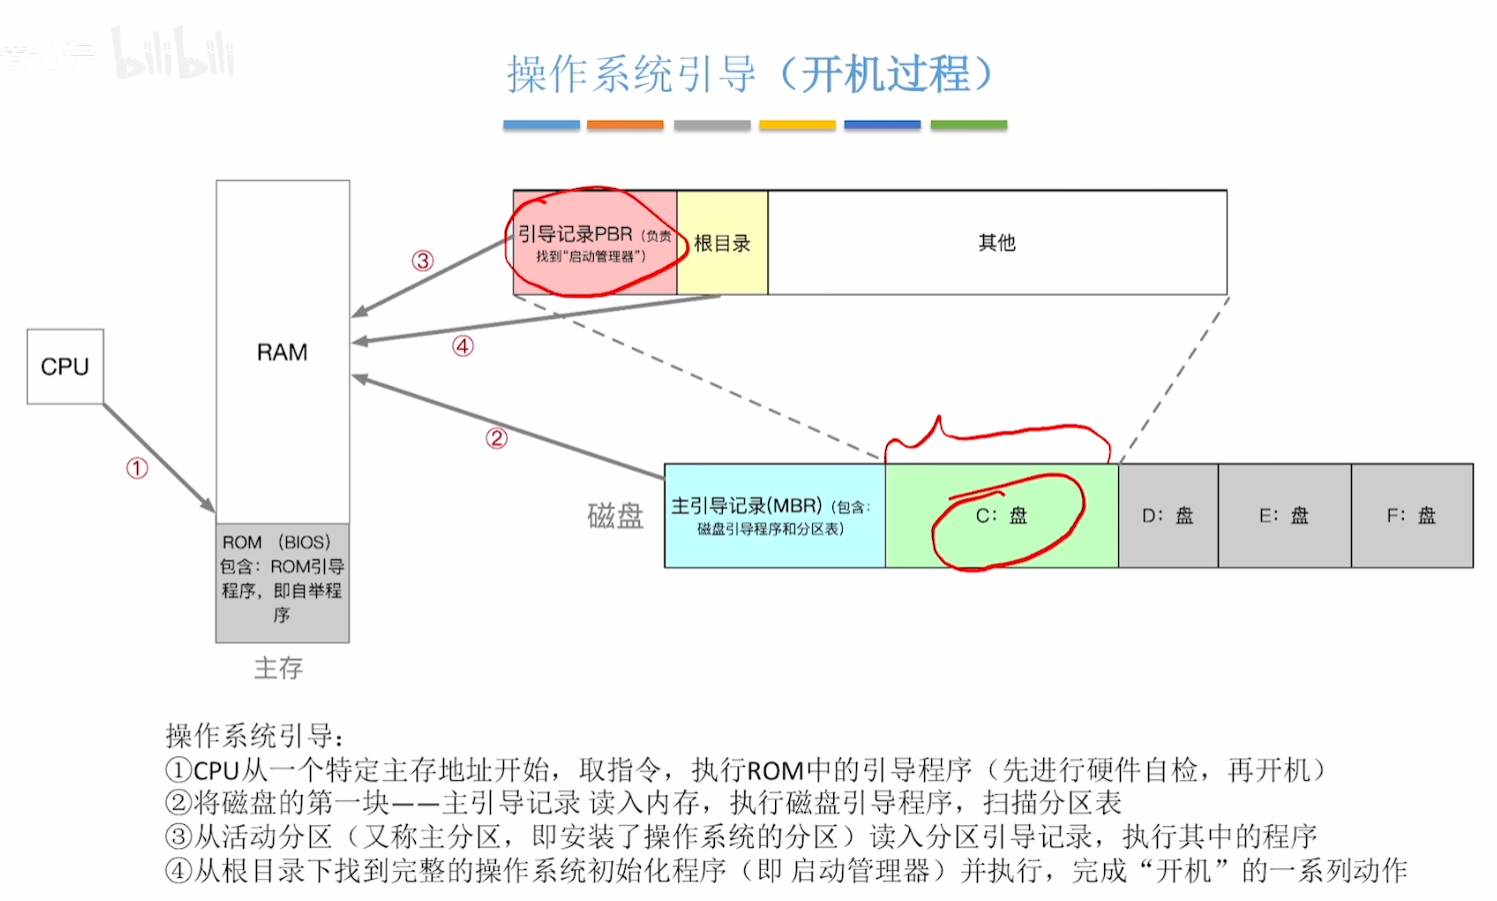 bilibili
操作系统引导（开机过程）
引导记录PBR（负责
找到“启动管理器”）
根目录
其他
③
④
CPU
RAM
②
①
磁盘
主引导记录(MBR)（包含：
磁盘引导程序和分区表）
C：盘
D：盘
E：盘
F：盘
ROM （BIOS）
包含：ROM引导
程序，即自举程
序
主存
操作系统引导：
①CPU从一个特定主存地址开始，取指令，执行ROM中的引导程序（先进行硬件自检，再开机）
②将磁盘的第一块——主引导记录 读入内存，执行磁盘引导程序，扫描分区表
③从活动分区（又称主分区，即安装了操作系统的分区）读入分区引导记录，执行其中的程序
④从根目录下找到完整的操作系统初始化程序（即 启动管理器）并执行，完成“开机”的一系列动作